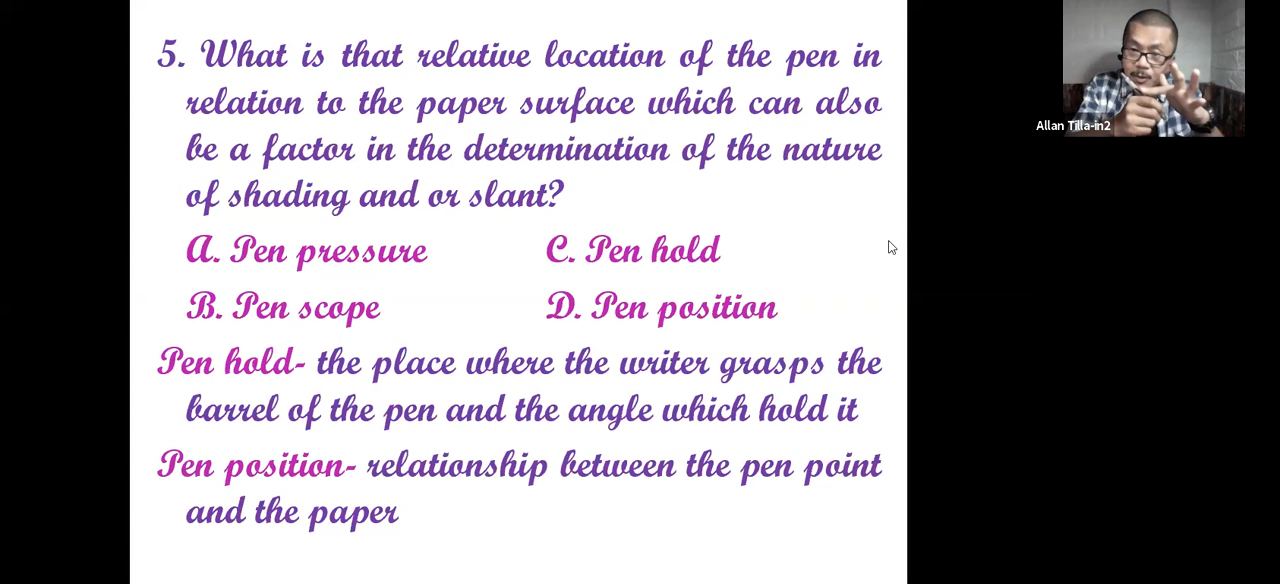 5. What is that relative location of the pen in
relation to the paper surface which can also
be a factor in the determination of the nature
of shading and or slant?
A. Pen pressure C. Pen hold
B. Pen scope D. Pen position
Pen hold- the place where the writer grasps the
barrel of the pen and the angle which hold it
Pen position- relationship between the pen point
and the paper
Allan Tilla-in2